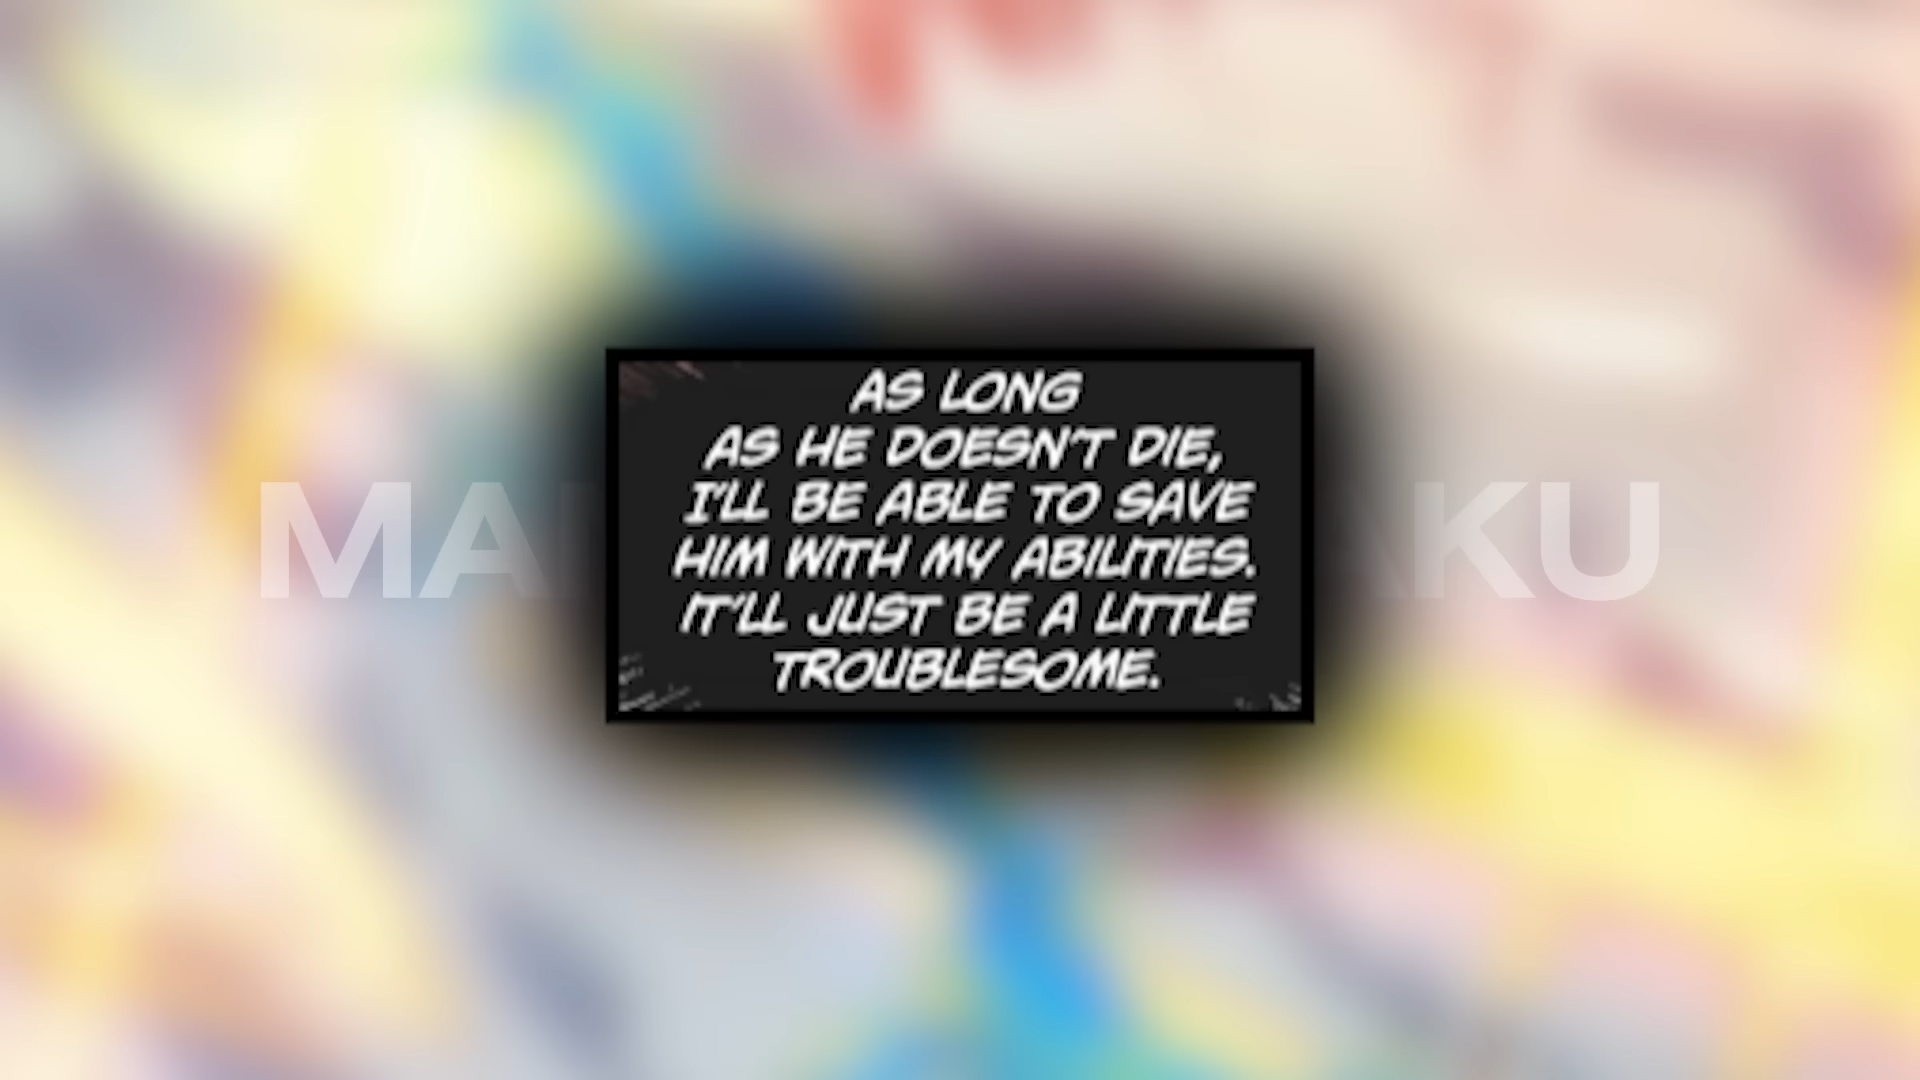 AS LONG
AS HE DOESN'T DIE,
I'LL BE ABLE TO SAVE
HIM WITH MY ABILITIES.
IT'LL JUST BE A LITTLE
TROUBLESOME.